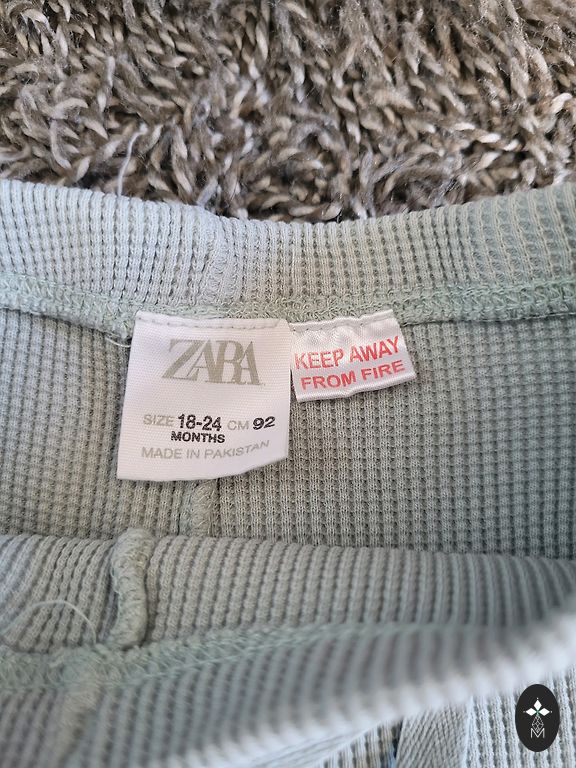 ZARA
SIZE 18-24 CM 92
MONTHS
MADE IN PAKISTAN
KEEP AWAY
FROM FIRE
M